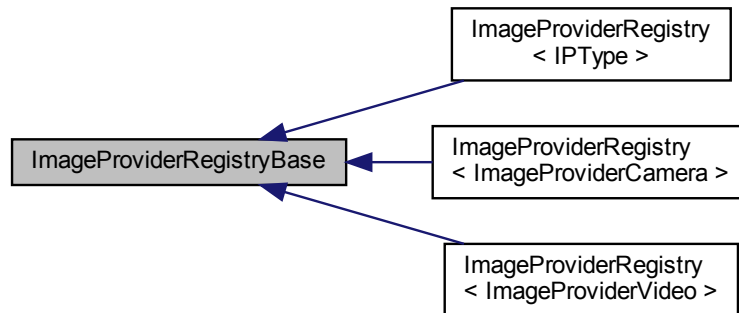 ImageProviderRegistry
< IPType >
ImageProviderRegistryBase
ImageProviderRegistry
< ImageProviderCamera >
ImageProviderRegistry
< ImageProviderVideo >